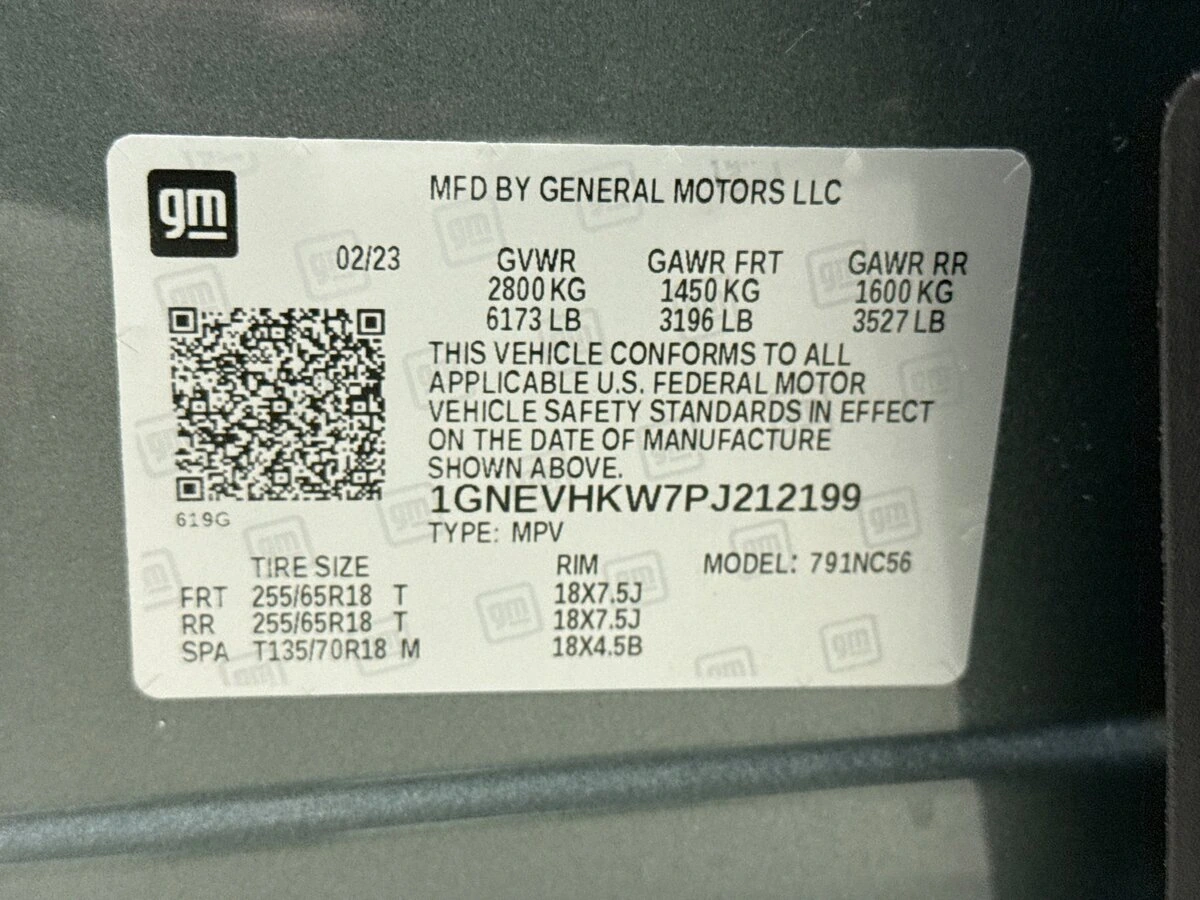 gm
MFD BY GENERAL MOTORS LLC
02/23 GVWR GAWR FRT GAWR RR
2800 KG 1450 KG 1600 KG
6173 LB 3196 LB 3527 LB
THIS VEHICLE CONFORMS TO ALL
APPLICABLE U.S. FEDERAL MOTOR
VEHICLE SAFETY STANDARDS IN EFFECT
ON THE DATE OF MANUFACTURE
SHOWN ABOVE.
1GNEVHKW7PJ212199
619G
TYPE: MPV
TIRE SIZE RIM MODEL: 791NC56
FRT 255/65R18 T 18X7.5J
RR 255/65R18 T 18X7.5J
SPA T135/70R18 M 18X4.5B